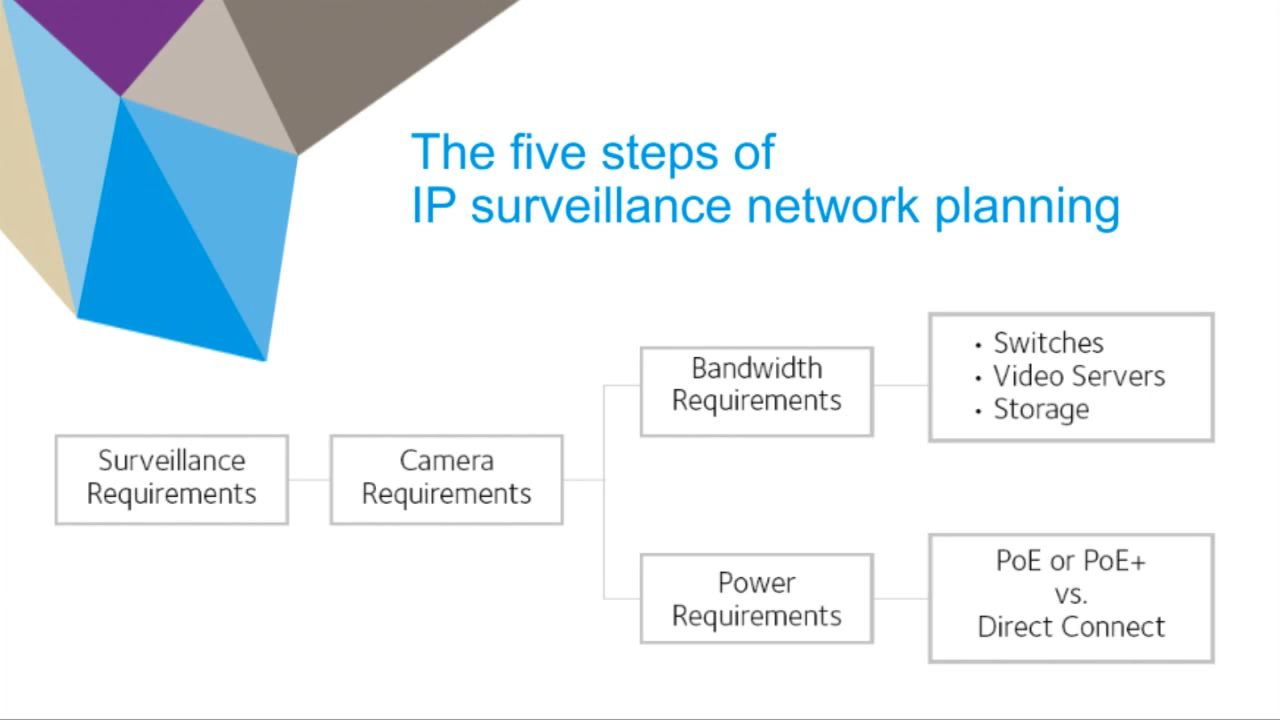 The five steps of
IP surveillance network planning
Surveillance
Requirements
Camera
Requirements
Bandwidth
Requirements
• Switches
• Video Servers
• Storage
Power
Requirements
PoE or PoE+
vs.
Direct Connect